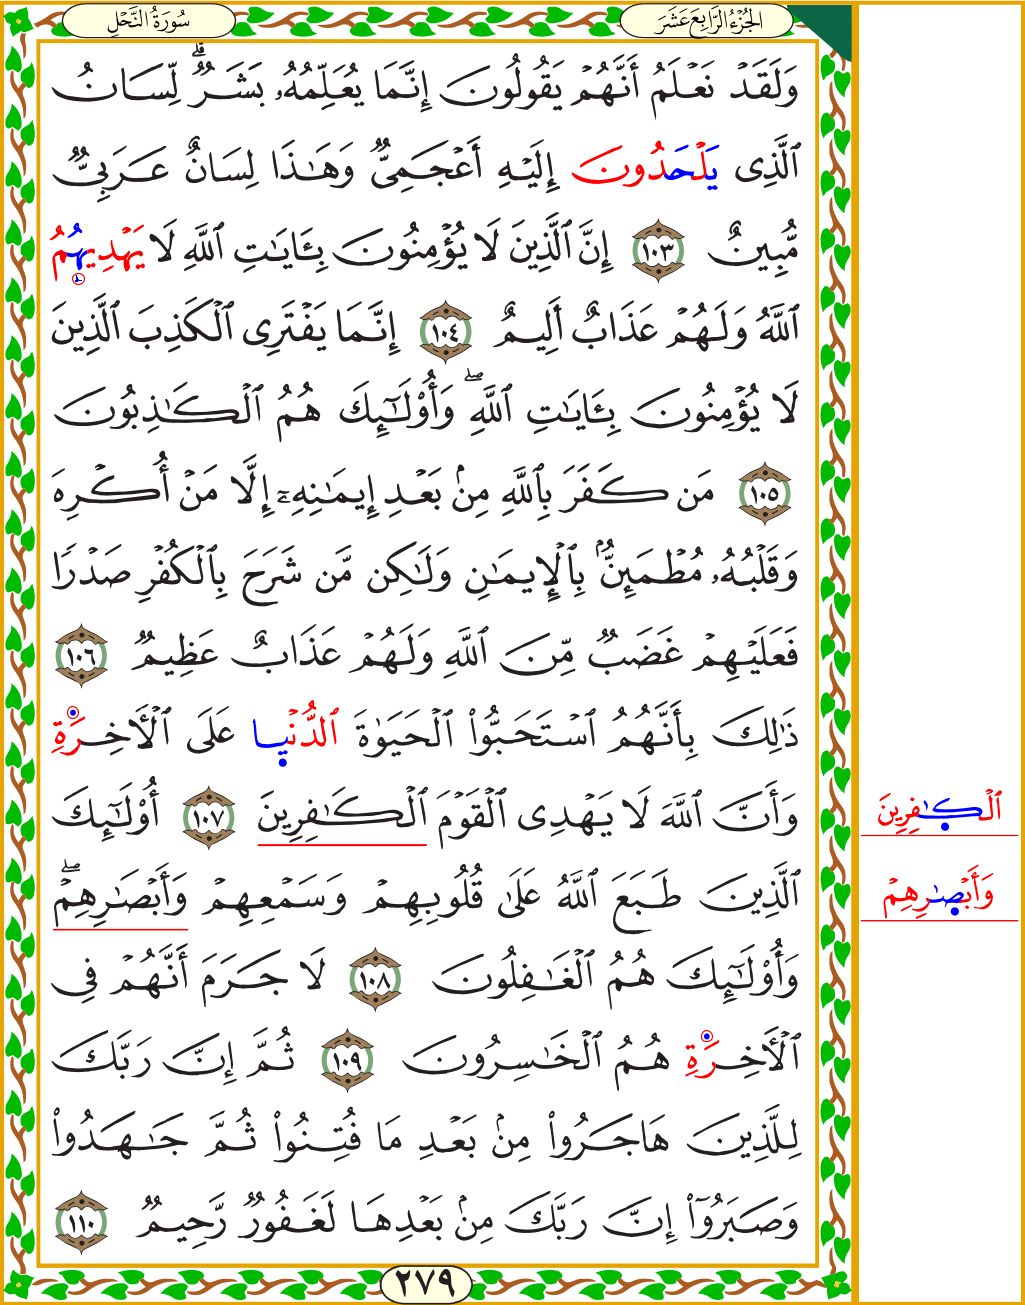 سُورَةُ النَّحْلِ
الجُزْءُ الرَّابِعَ عَشَرَ
وَلَقَدْ نَعْلَمُ أَنَّهُمْ يَقُولُونَ إِنَّمَا يُعَلِّمُهُۥ بَشَرٌ ۗ لِّسَانُ
ٱلَّذِى يَلْحَدُونَ إِلَيْهِ أَعْجَمِىٌّ وَهَـٰذَا لِسَانٌ عَرَبِىٌّ
مُّبِينٌ ١٠٣ إِنَّ ٱلَّذِينَ لَا يُؤْمِنُونَ بِـَٔايَـٰتِ ٱللَّهِ لَا يَهْدِيهُمُ
ٱللَّهُ وَلَهُمْ عَذَابٌ أَلِيمٌ ١٠٤ إِنَّمَا يَفْتَرِى ٱلْكَذِبَ ٱلَّذِينَ
لَا يُؤْمِنُونَ بِـَٔايَـٰتِ ٱللَّهِ ۖ وَأُوْلَـٰٓئِكَ هُمُ ٱلْكَـٰذِبُونَ
١٠٥ مَن كَفَرَ بِٱللَّهِ مِنۢ بَعْدِ إِيمَـٰنِهِۦٓ إِلَّا مَنْ أُكْرِهَ
وَقَلْبُهُۥ مُطْمَئِنٌّۢ بِٱلْإِيمَـٰنِ وَلَـٰكِن مَّن شَرَحَ بِٱلْكُفْرِ صَدْرًا
فَعَلَيْهِمْ غَضَبٌ مِّنَ ٱللَّهِ وَلَهُمْ عَذَابٌ عَظِيمٌ ١٠٦
ذَٰلِكَ بِأَنَّهُمُ ٱسْتَحَبُّواْ ٱلْحَيَوٰةَ ٱلدُّنْيَا عَلَى ٱلْأَخِرَةِ
وَأَنَّ ٱللَّهَ لَا يَهْدِى ٱلْقَوْمَ ٱلْكَـٰفِرِينَ ١٠٧ أُوْلَـٰٓئِكَ
ٱلْكَـٰفِرِينَ
ٱلَّذِينَ طَبَعَ ٱللَّهُ عَلَىٰ قُلُوبِهِمْ وَسَمْعِهِمْ وَأَبْصَـٰرِهِمْ ۖ
وَأَبْصَـٰرِهِمْ
وَأُوْلَـٰٓئِكَ هُمُ ٱلْغَـٰفِلُونَ ١٠٨ لَا جَرَمَ أَنَّهُمْ فِى
ٱلْأَخِرَةِ هُمُ ٱلْخَـٰسِرُونَ ١٠٩ ثُمَّ إِنَّ رَبَّكَ
لِلَّذِينَ هَاجَرُواْ مِنۢ بَعْدِ مَا فُتِنُواْ ثُمَّ جَـٰهَدُواْ
وَصَبَرُوٓاْ إِنَّ رَبَّكَ مِنۢ بَعْدِهَا لَغَفُورٌ رَّحِيمٌ ١١٠
٢٧٩